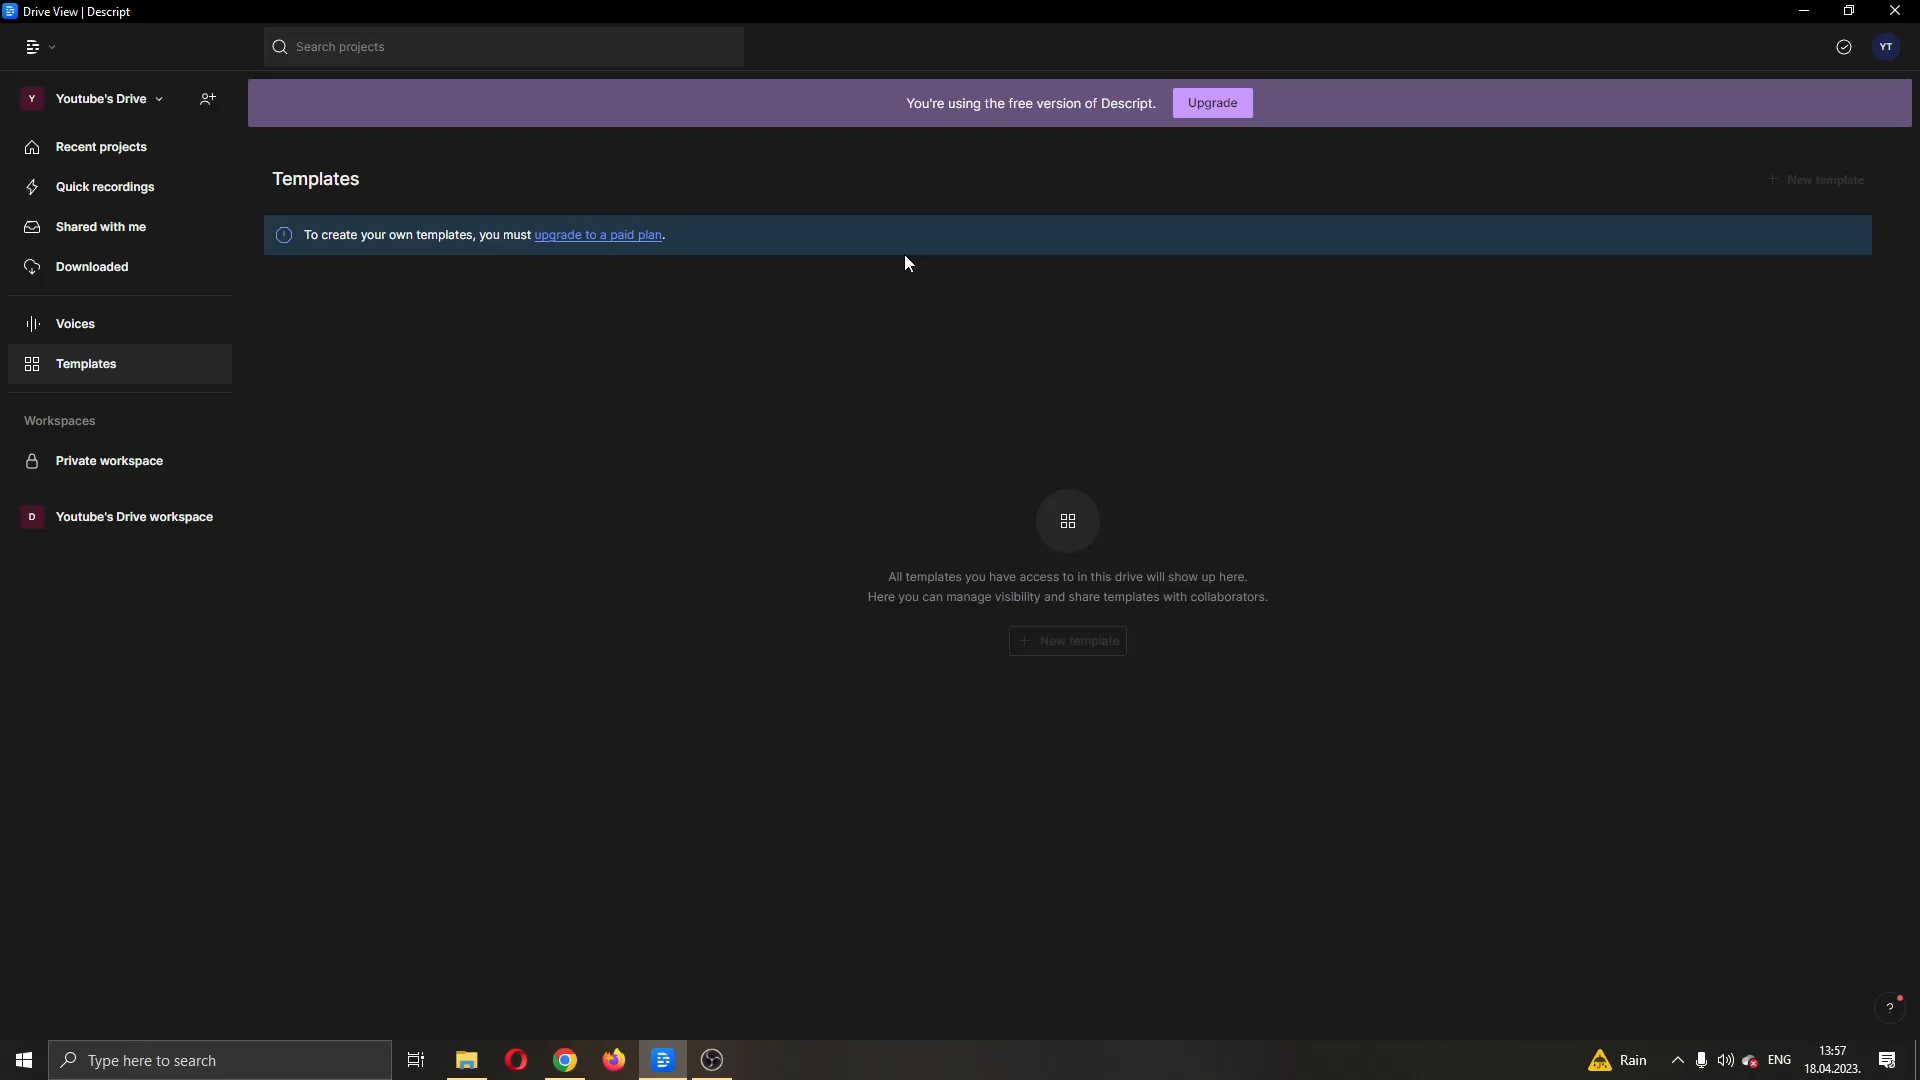 Drive View | Descript
Search projects
YT
Y Youtube's Drive
You're using the free version of Descript. Upgrade
Recent projects
Quick recordings
Shared with me
Downloaded
Voices
Templates
Workspaces
Private workspace
D Youtube's Drive workspace
Templates
+ New template
To create your own templates, you must upgrade to a paid plan.
All templates you have access to in this drive will show up here.
Here you can manage visibility and share templates with collaborators.
+ New template
?
Type here to search
Rain
ENG
13:57
18.04.2023.